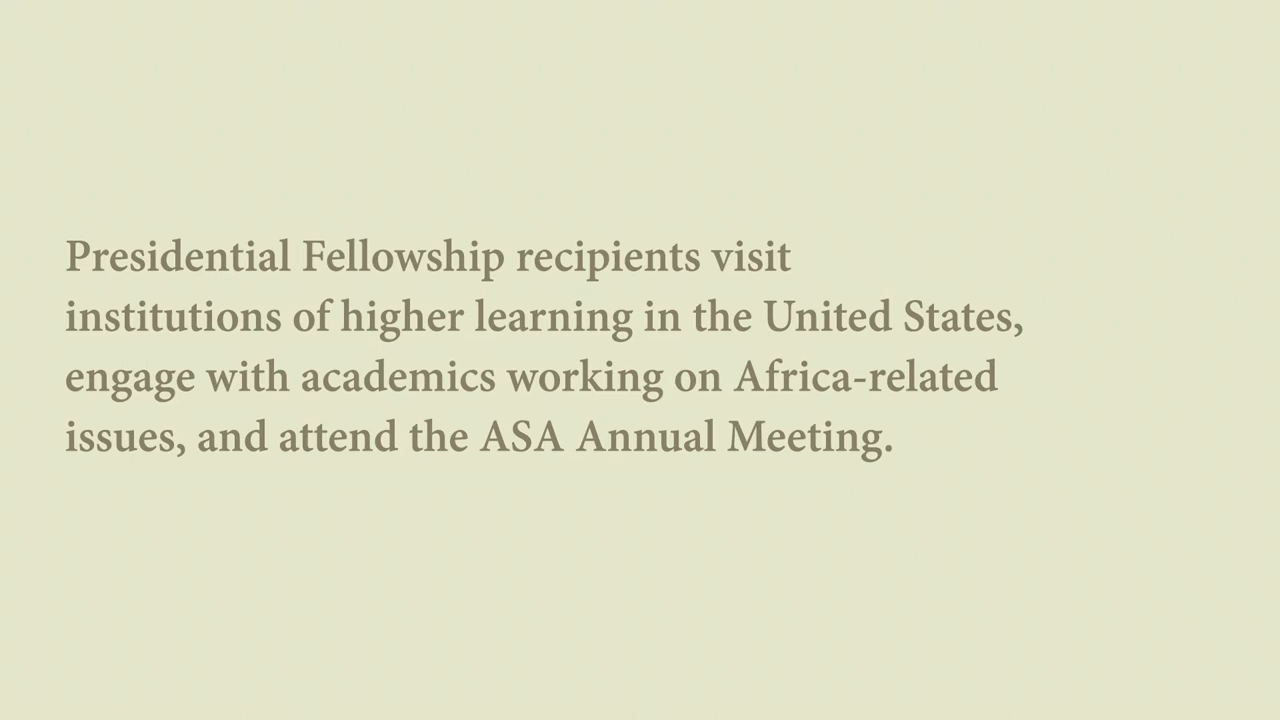 Presidential Fellowship recipients visit
institutions of higher learning in the United States,
engage with academics working on Africa-related
issues, and attend the ASA Annual Meeting.